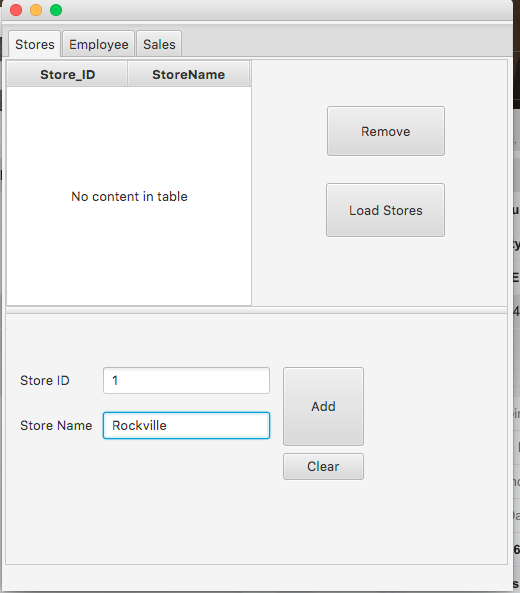 Stores Employee Sales
Store_ID StoreName
No content in table
Remove
Load Stores
Store ID 1
Store Name Rockville
Add
Clear